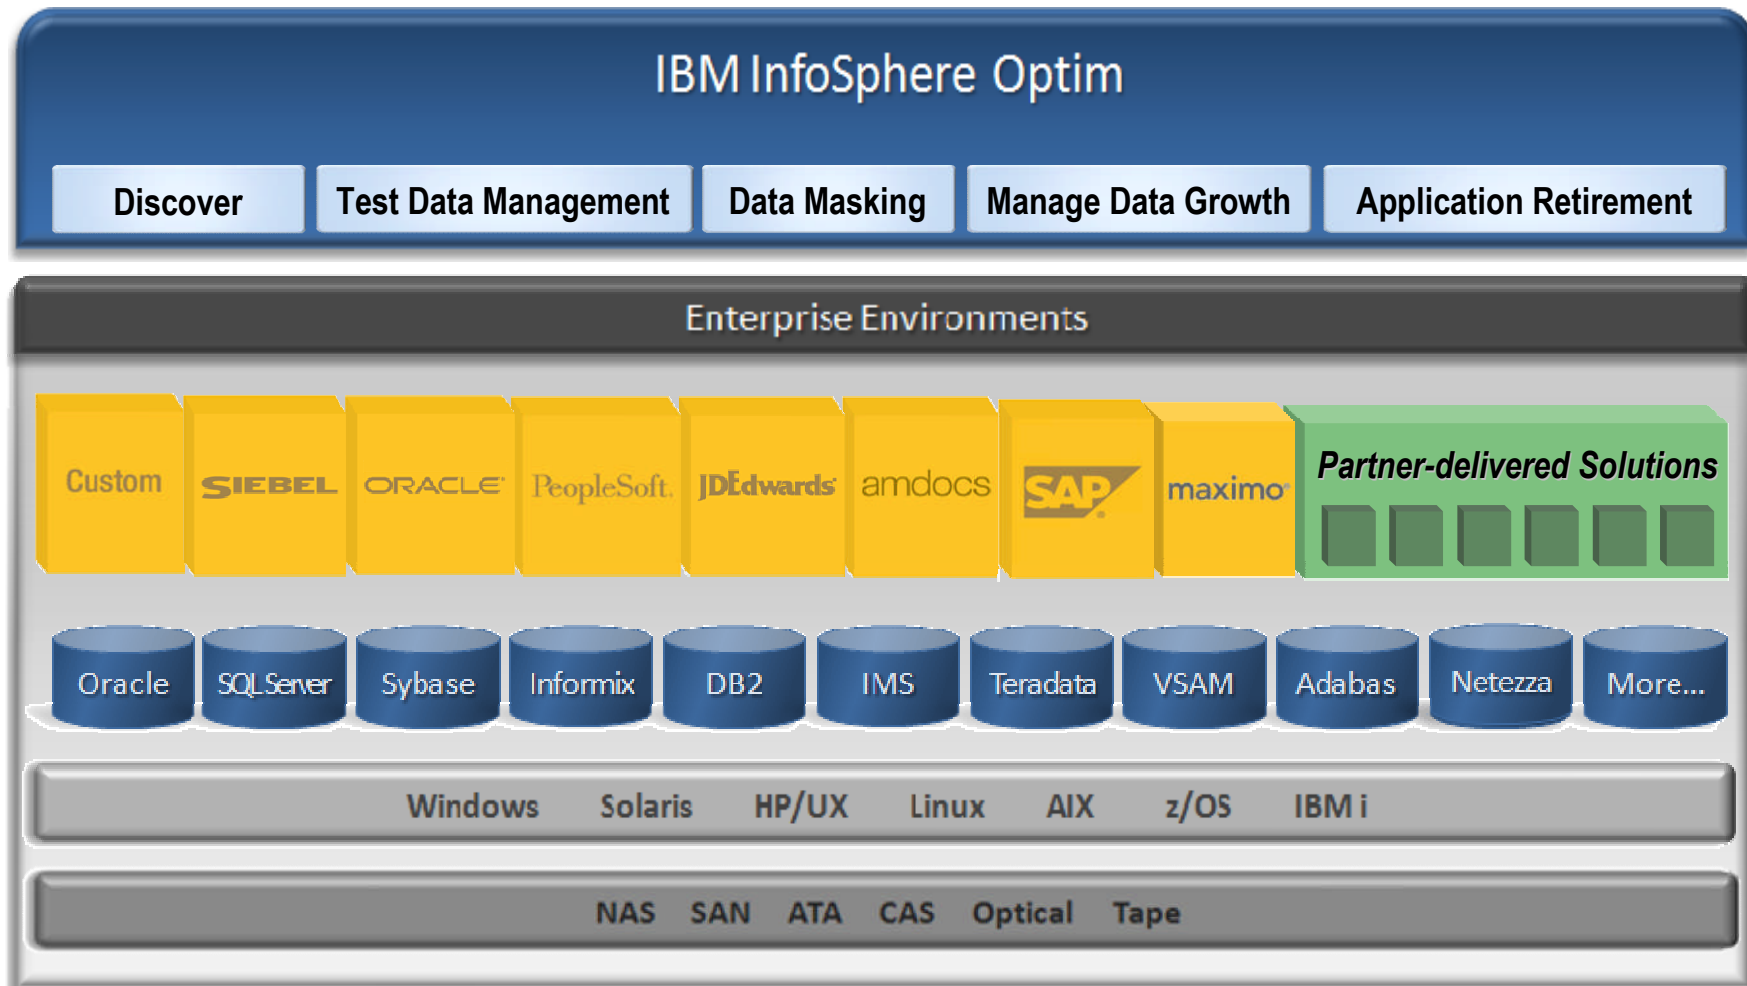 IBM InfoSphere Optim
Discover Test Data Management Data Masking Manage Data Growth Application Retirement
Enterprise Environments
Custom SIEBEL ORACLE® PeopleSoft. JDEdwards® amdocs SAP® maximo® Partner-delivered Solutions
Oracle SQL Server Sybase Informix DB2 IMS Teradata VSAM Adabas Netezza More...
Windows Solaris HP/UX Linux AIX z/OS IBM i
NAS SAN ATA CAS Optical Tape